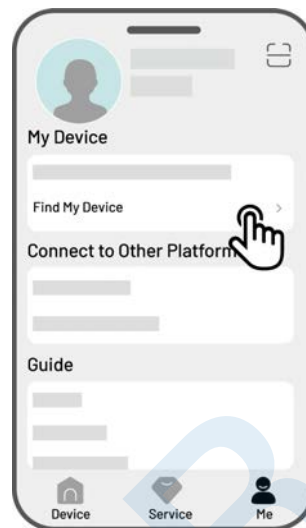 My Device
Find My Device
Connect to Other Platform
Guide
Device Service Me